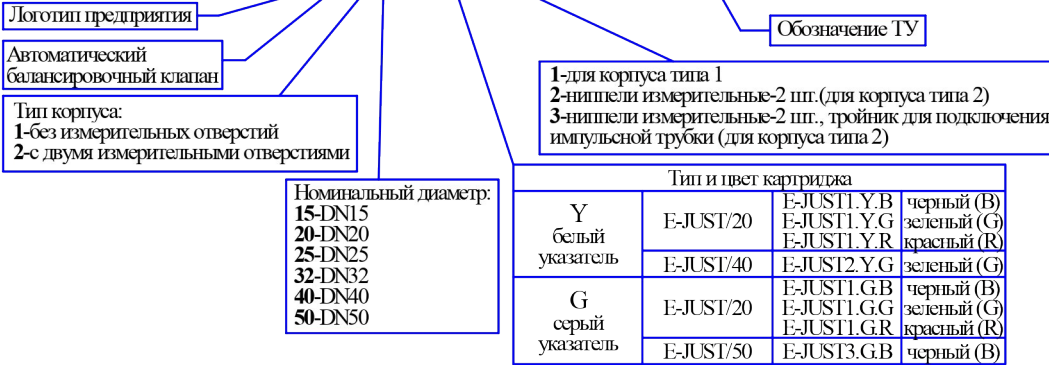 Логотип предприятия
Обозначение ТУ
Автоматический
балансировочный клапан
1-для корпуса типа 1
2-ниппели измерительные-2 шт.(для корпуса типа 2)
3-ниппели измерительные-2 шт., тройник для подключения
импульсной трубки (для корпуса типа 2)
Тип корпуса:
1-без измерительных отверстий
2-с двумя измерительными отверстиями
Номинальный диаметр:
15-DN15
20-DN20
25-DN25
32-DN32
40-DN40
50-DN50
Тип и цвет картриджа
Y
белый
указатель
E-JUST/20
E-JUST1.Y.B черный (B)
E-JUST1.Y.G зеленый (G)
E-JUST1.Y.R красный (R)
E-JUST/40 E-JUST2.Y.G зеленый (G)
G
серый
указатель
E-JUST/20
E-JUST1.G.B черный (B)
E-JUST1.G.G зеленый (G)
E-JUST1.G.R красный (R)
E-JUST/50 E-JUST3.G.B черный (B)